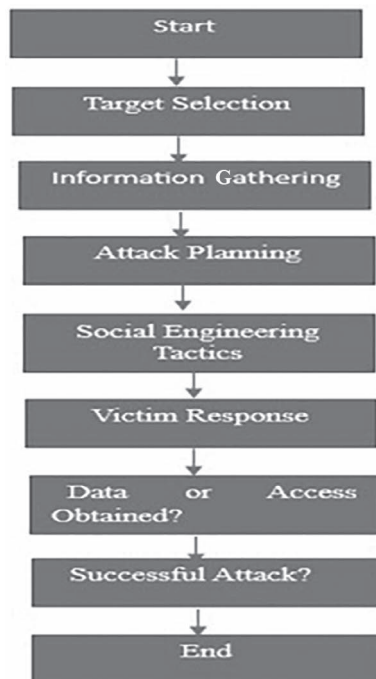 Start
Target Selection
Information Gathering
Attack Planning
Social Engineering
Tactics
Victim Response
Data or Access
Obtained?
Successful Attack?
End